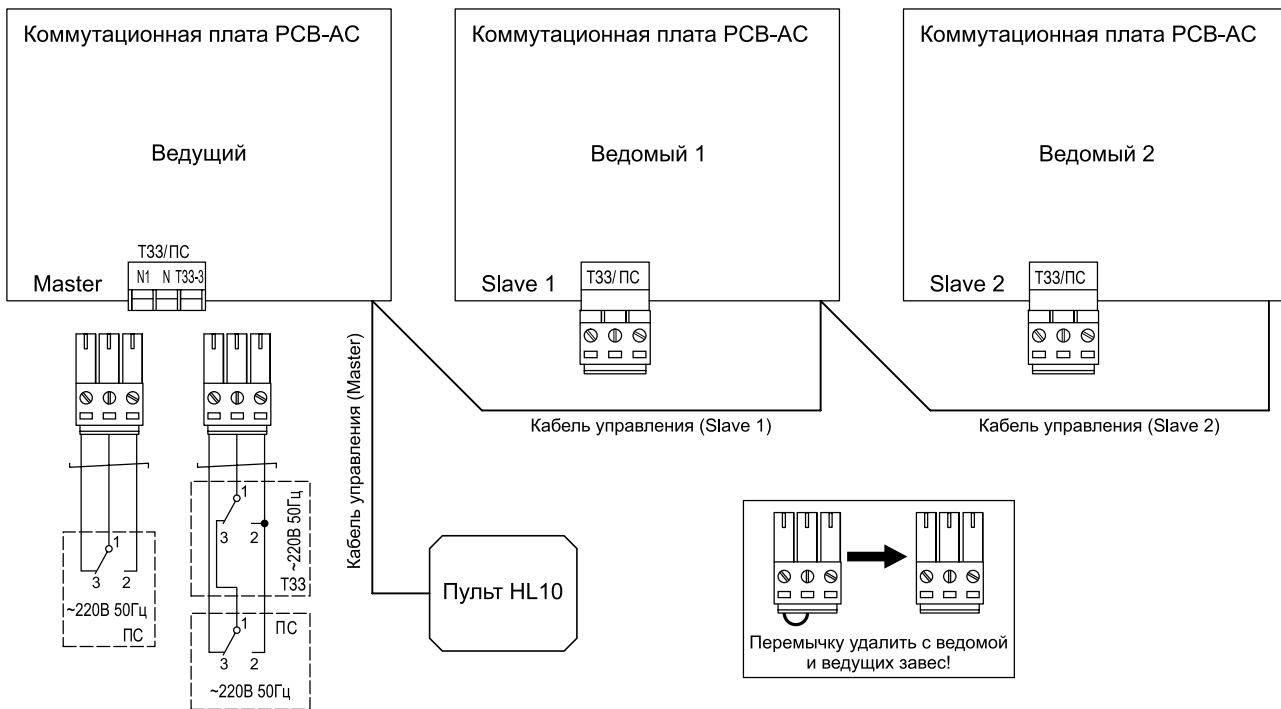 Коммутационная плата PCB-AC
Ведущий
ТЗЗ/ПС
N1 N ТЗЗ-3
Master
Коммутационная плата PCB-AC
Ведомый 1
ТЗЗ/ПС
Slave 1
Коммутационная плата PCB-AC
Ведомый 2
ТЗЗ/ПС
Slave 2
Кабель управления (Master)
Кабель управления (Slave 1)
Кабель управления (Slave 2)
1
3 2
~220В 50Гц
ПС
1
3 2
~220В 50Гц
ТЗЗ
1
ПС
3 2
~220В 50Гц
Пульт HL10
Перемычку удалить с ведомой
и ведущих завес!